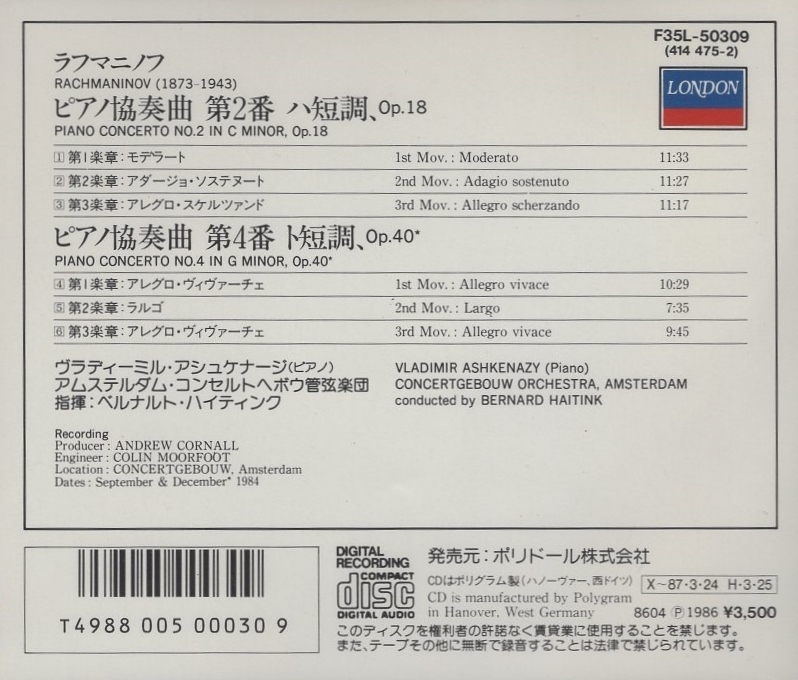 F35L-50309
(414 475-2)
LONDON
ラフマニノフ
RACHMANINOV (1873-1943)
ピアノ協奏曲 第2番 ハ短調、Op.18
PIANO CONCERTO NO.2 IN C MINOR, Op.18
1 第1楽章：モデラート 1st Mov. : Moderato 11:33
2 第2楽章：アダージョ・ソステヌート 2nd Mov. : Adagio sostenuto 11:27
3 第3楽章：アレグロ・スケルツァンド 3rd Mov. : Allegro scherzando 11:17
ピアノ協奏曲 第4番 ト短調、Op.40*
PIANO CONCERTO NO.4 IN G MINOR, Op.40*
4 第1楽章：アレグロ・ヴィヴァーチェ 1st Mov. : Allegro vivace 10:29
5 第2楽章：ラルゴ 2nd Mov. : Largo 7:35
6 第3楽章：アレグロ・ヴィヴァーチェ 3rd Mov. : Allegro vivace 9:45
ヴラディーミル・アシュケナージ(ピアノ)
アムステルダム・コンセルトヘボウ管弦楽団
指揮：ベルナルト・ハイティンク
VLADIMIR ASHKENAZY (Piano)
CONCERTGEBOUW ORCHESTRA, AMSTERDAM
conducted by BERNARD HAITINK
Recording
Producer : ANDREW CORNALL
Engineer : COLIN MOORFOOT
Location : CONCERTGEBOUW, Amsterdam
Dates : September & December* 1984
T4988 005 00030 9
DIGITAL
RECORDING
COMPACT
disc
DIGITAL AUDIO
発売元：ポリドール株式会社
CDはポリグラム製(ハノーヴァー、西ドイツ)
CD is manufactured by Polygram
in Hanover, West Germany
X～87・3・24 H・3・25
8604 Ⓟ1986 ¥3,500
このディスクを権利者の許諾なく賃貸業に使用することを禁じます。
また、テープその他に無断で録音することは法律で禁じられています。